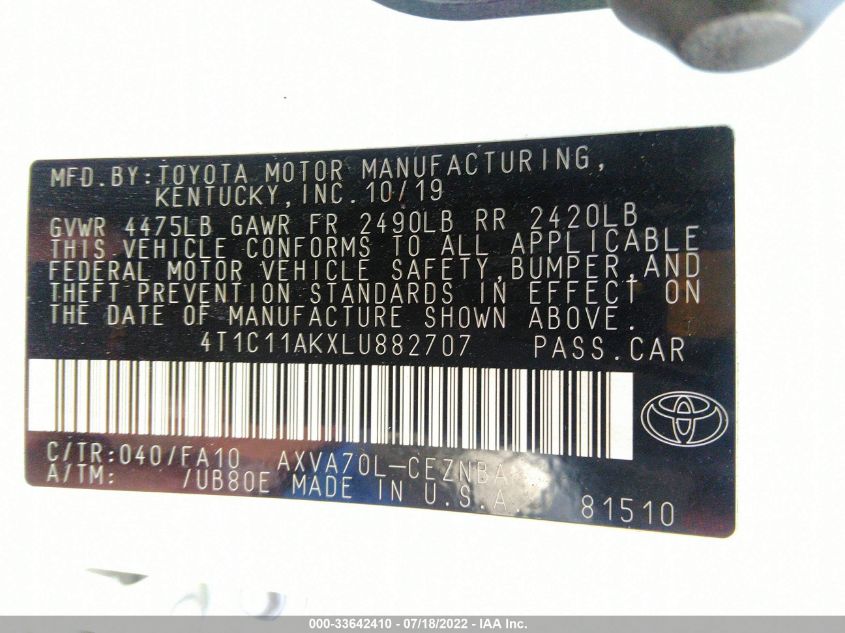 MFD.BY:TOYOTA MOTOR MANUFACTURING,
KENTUCKY,INC.10/19
GVWR 4475LB GAWR FR 2490LB RR 2420LB
THIS VEHICLE CONFORMS TO ALL APPLICABLE
FEDERAL MOTOR VEHICLE SAFETY,BUMPER,AND
THEFT PREVENTION STANDARDS IN EFFECT ON
THE DATE OF MANUFACTURE SHOWN ABOVE.
4T1C11AKXLU882707 PASS.CAR
C/TR:040/FA10 AXVA70L-CEZNBA
A/TM: /UB80E MADE IN U.S.A.
81510
000-33642410 - 07/18/2022 - IAA Inc.